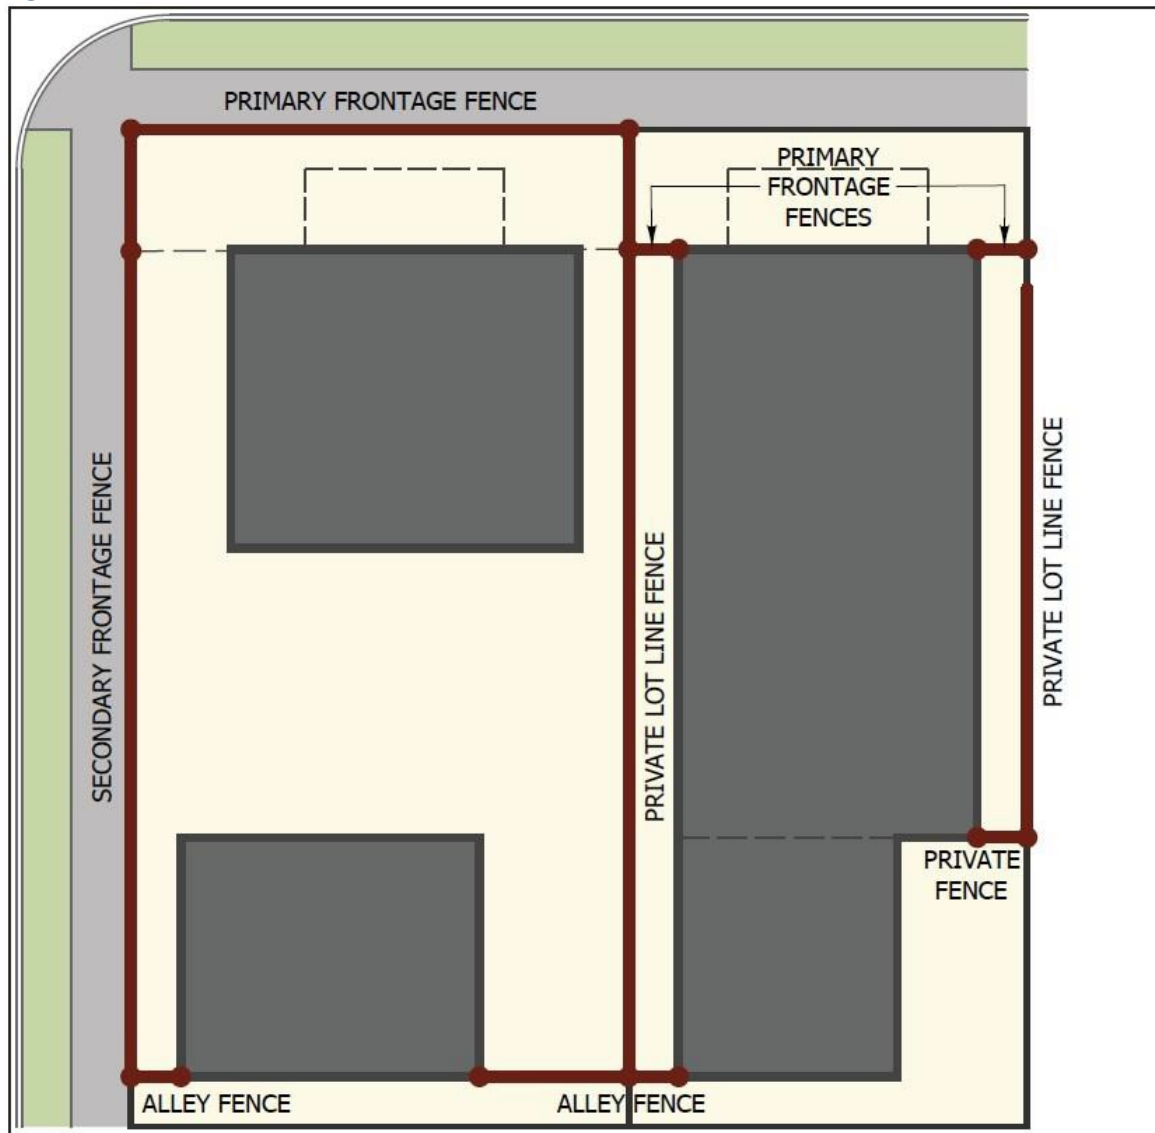 PRIMARY FRONTAGE FENCE
PRIMARY
FRONTAGE
FENCES
SECONDARY FRONTAGE FENCE
PRIVATE LOT LINE FENCE
PRIVATE LOT LINE FENCE
PRIVATE
FENCE
ALLEY FENCE
ALLEY FENCE